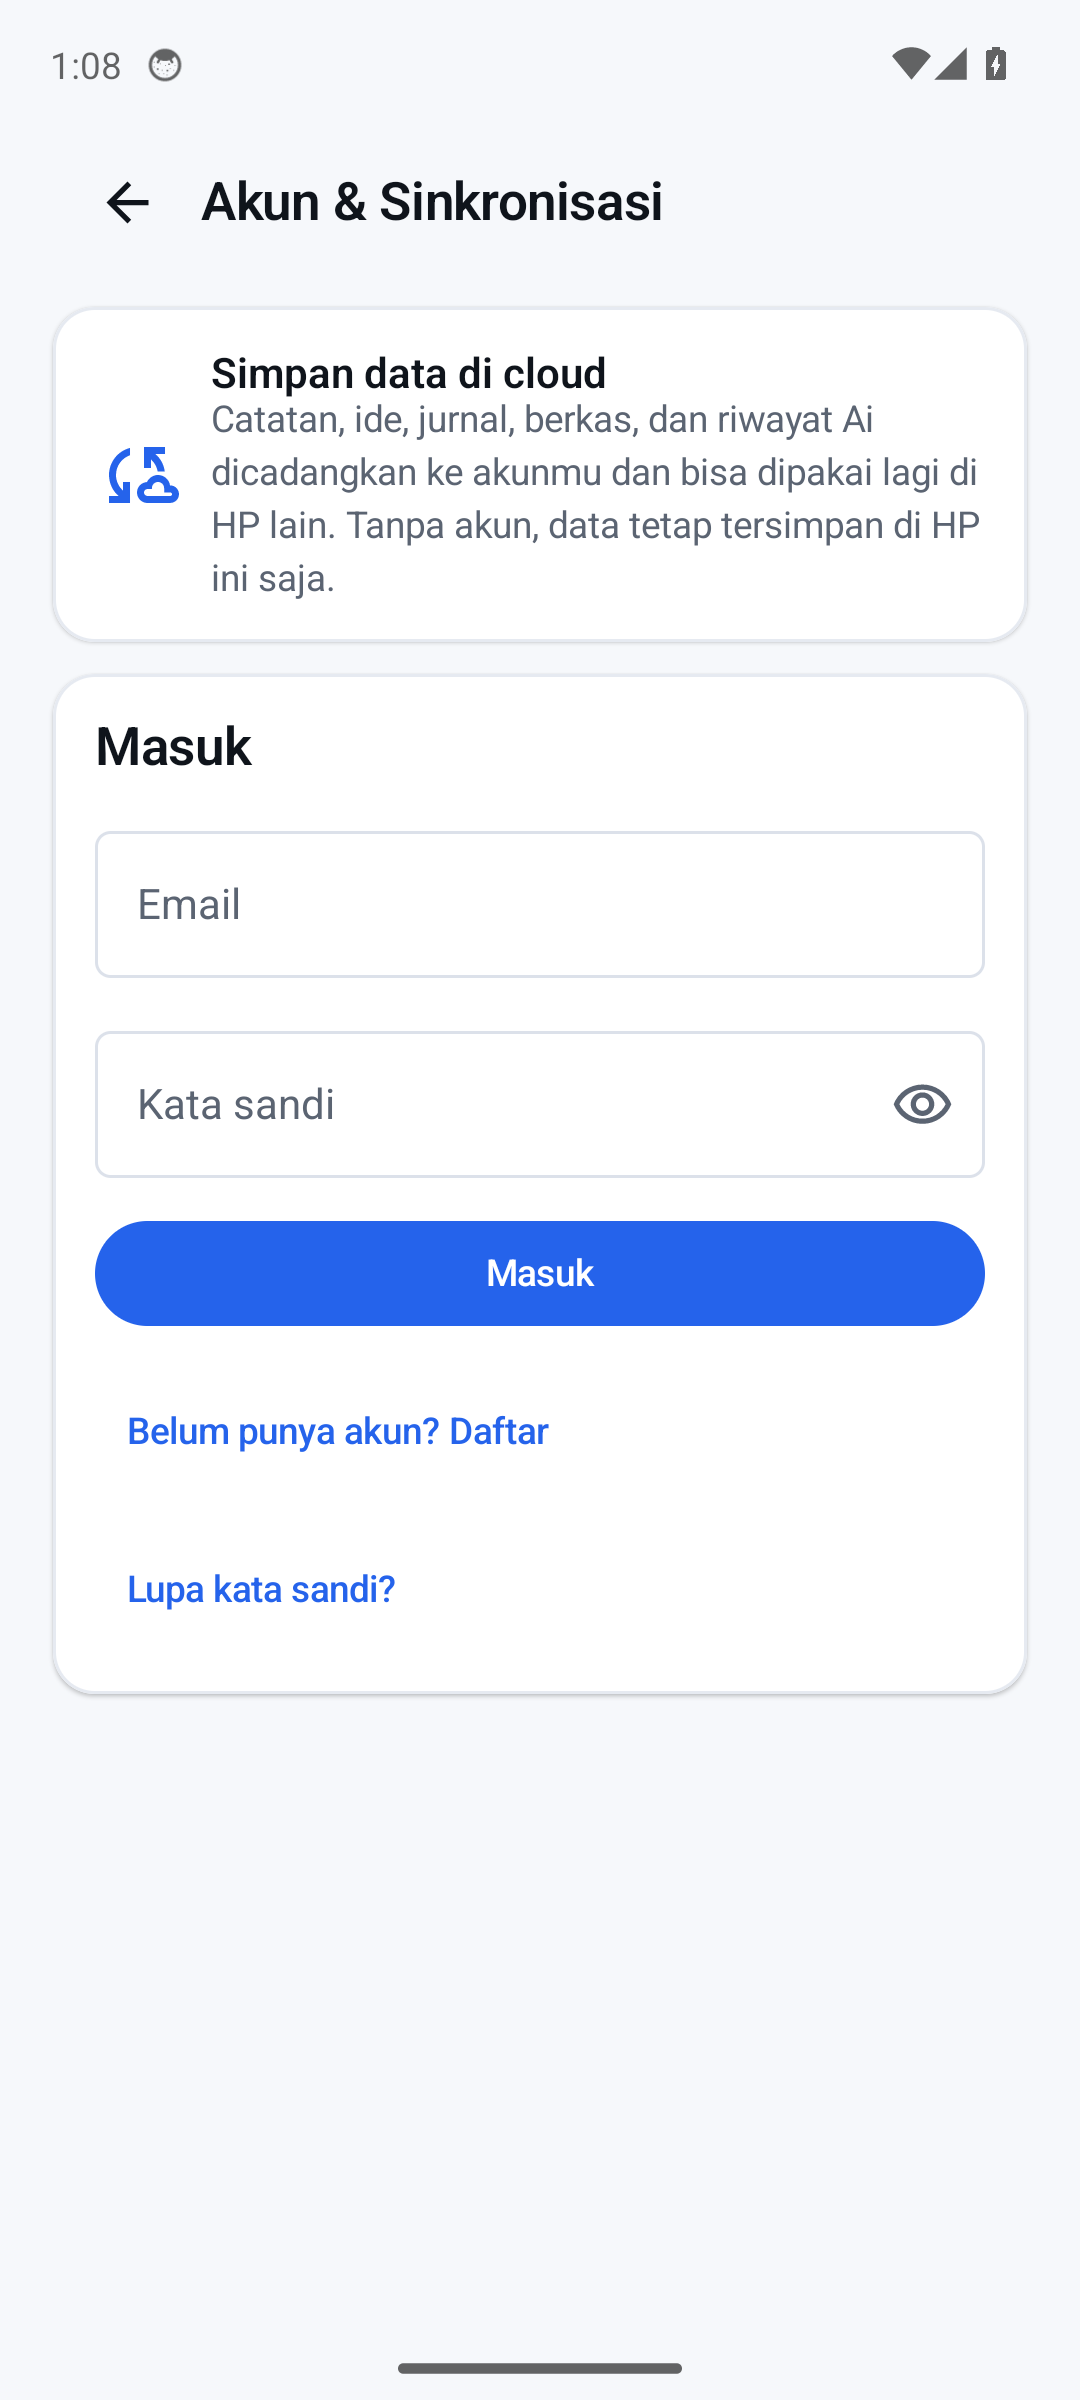 1:08
Akun & Sinkronisasi
Simpan data di cloud
Catatan, ide, jurnal, berkas, dan riwayat Ai
dicadangkan ke akunmu dan bisa dipakai lagi di
HP lain. Tanpa akun, data tetap tersimpan di HP
ini saja.
Masuk
Email
Kata sandi
Masuk
Belum punya akun? Daftar
Lupa kata sandi?